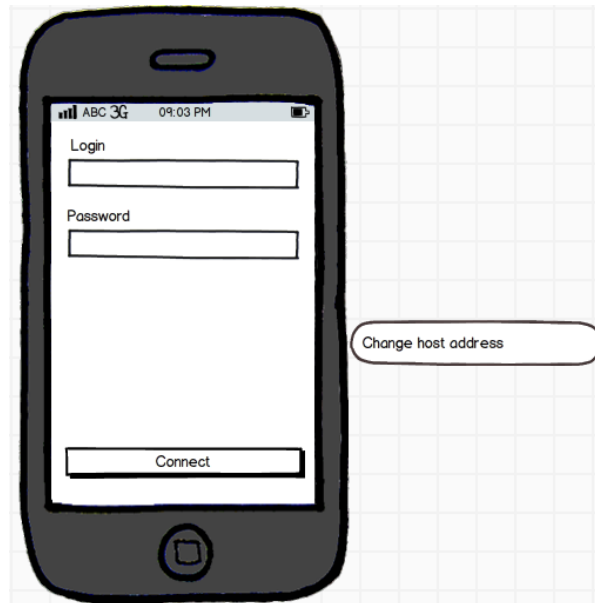 ABC 3G 09:03 PM
Login
Password
Change host address
Connect